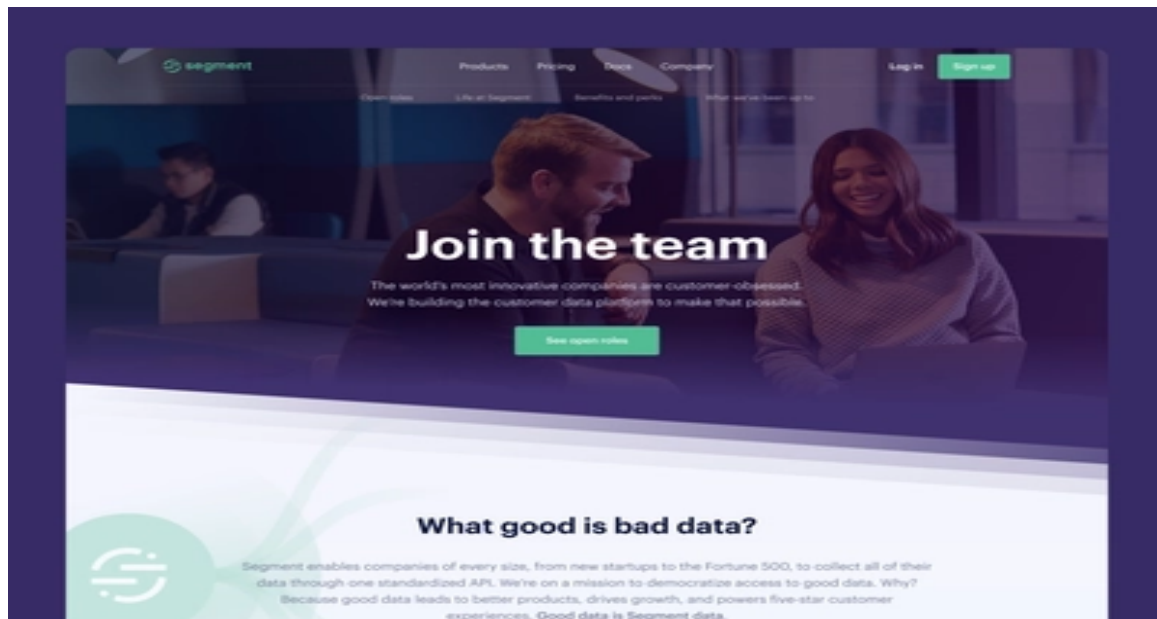 segment
Products Pricing Docs Company
Log in Sign up
Open roles Life at Segment Benefits and perks What we've been up to
Join the team
The world's most innovative companies are customer-obsessed.
We're building the customer data platform to make that possible.
See open roles
What good is bad data?
Segment enables companies of every size, from new startups to the Fortune 500, to collect all of their
data through one standardized API. We're on a mission to democratize access to good data. Why?
Because good data leads to better products, drives growth, and powers five-star customer
experiences. Good data is Segment data.